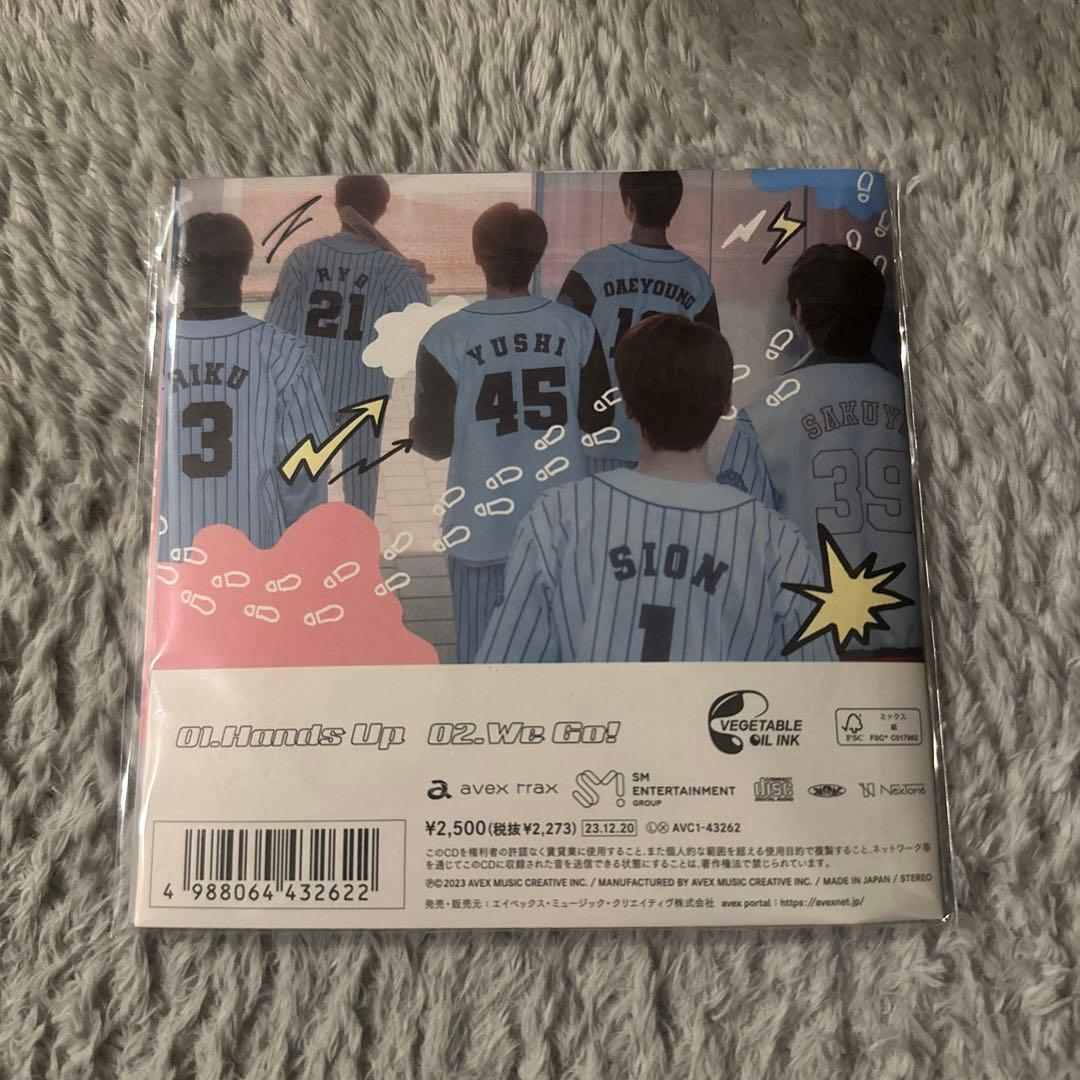 RYO
21
DAEYOUNG
YUSHI
45
RIKU
3
SAKUYA
39
SION
1
01.Hands Up 02.We Go!
VEGETABLE
OIL INK
FSC
ミックス
紙
FSC® C017982
avex trax
SM!
SM
ENTERTAINMENT
GROUP
COMPACT
disc
DIGITAL AUDIO
JASRAC
NexTone
¥2,500(税抜¥2,273) 23.12.20 ⓁⓍ AVC1-43262
このCDを権利者の許諾なく賃貸業に使用すること、また個人的な範囲を超える使用目的で複製すること、ネットワーク等
を通じてこのCDに収録された音を送信できる状態にすることは、著作権法で禁じられています。
ⓅⒸ2023 AVEX MUSIC CREATIVE INC. / MANUFACTURED BY AVEX MUSIC CREATIVE INC. / MADE IN JAPAN / STEREO
発売・販売元：エイベックス・ミュージック・クリエイティヴ株式会社 avex portal : https://avexnet.jp/
4 988064 432622